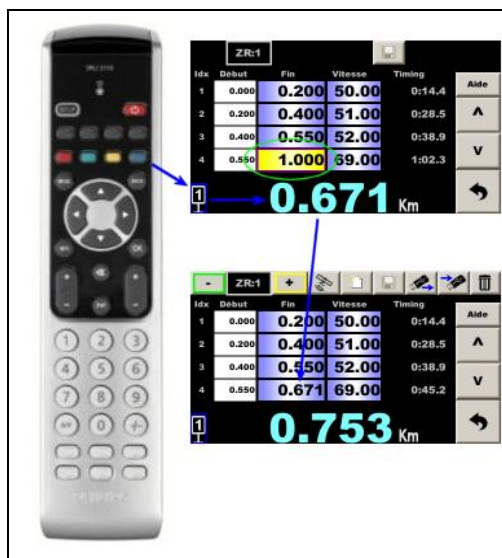 ZR:1
Idx Début Fin Vitesse Timing
1 0.000 0.200 50.00 0:14.4
2 0.200 0.400 51.00 0:28.5
3 0.400 0.550 52.00 0:38.9
4 0.550 1.000 69.00 1:02.3
Aide
1 0.671 Km
- ZR:1 +
Idx Début Fin Vitesse Timing
1 0.000 0.200 50.00 0:14.4
2 0.200 0.400 51.00 0:28.5
3 0.400 0.550 52.00 0:38.9
4 0.550 0.671 69.00 0:45.2
Aide
1 0.753 Km
1 2 3
4 5 6
7 8 9
0